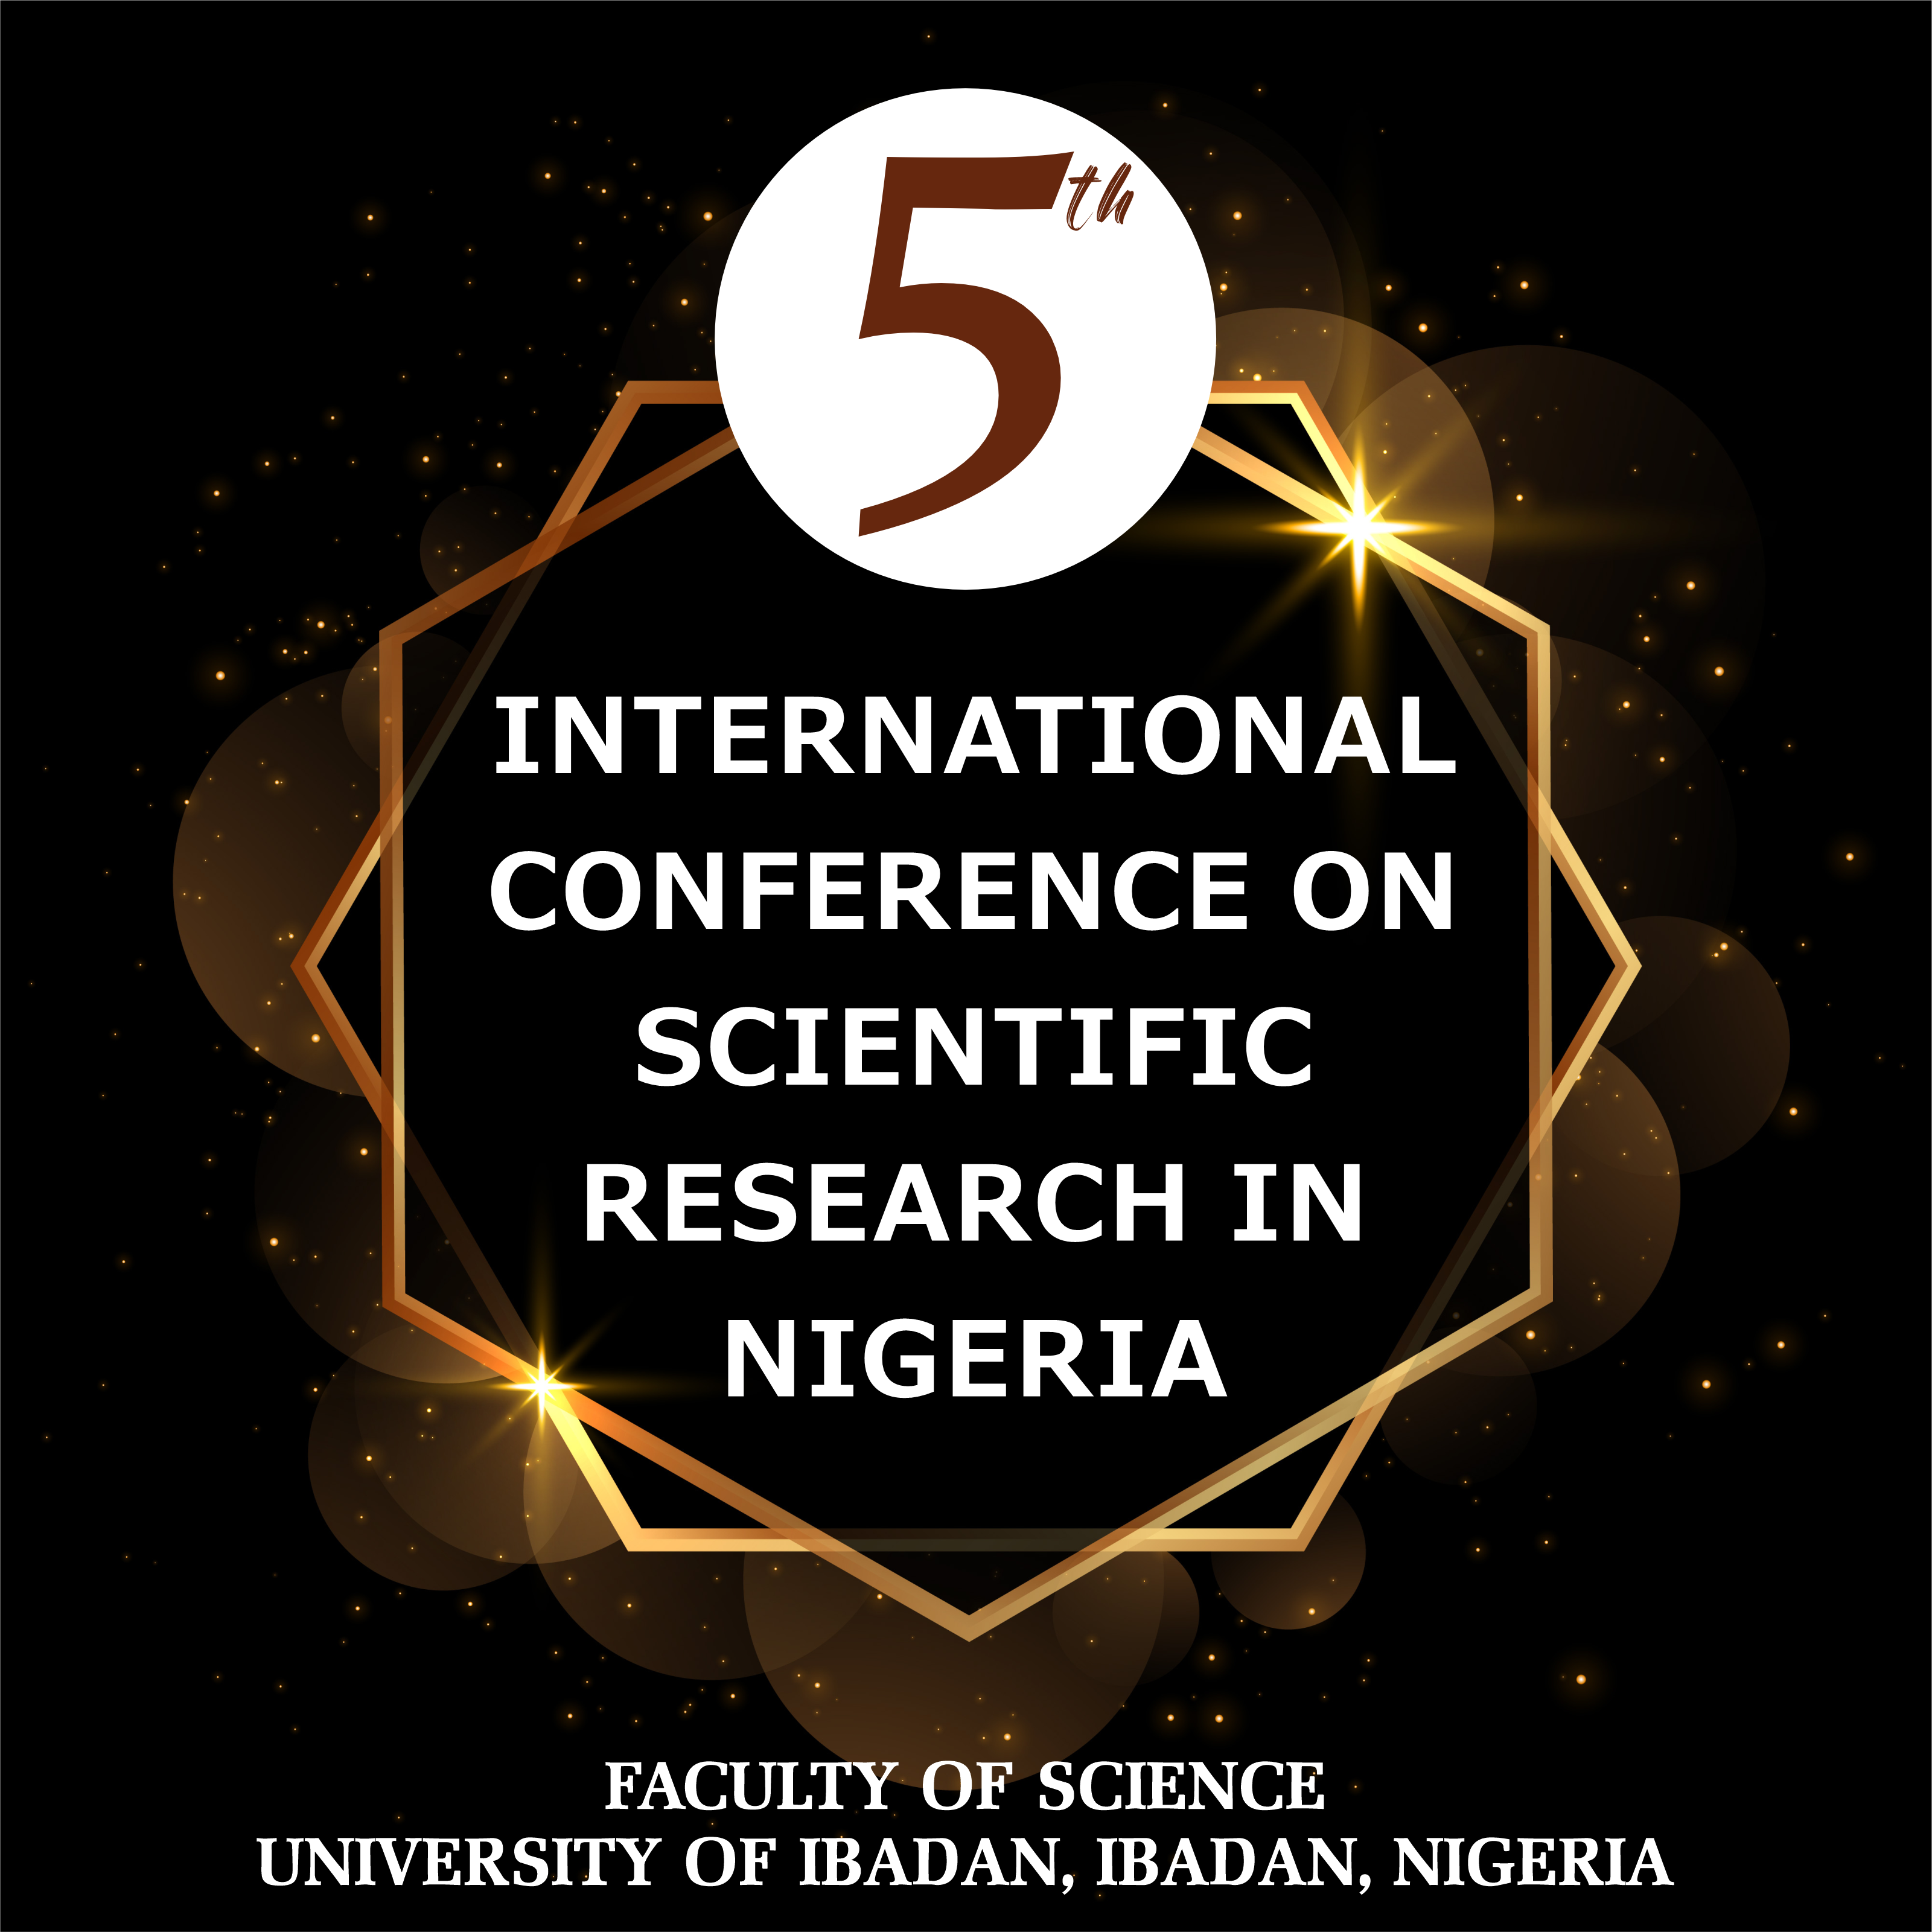 5th
INTERNATIONAL
CONFERENCE ON
SCIENTIFIC
RESEARCH IN
NIGERIA
FACULTY OF SCIENCE
UNIVERSITY OF IBADAN, IBADAN, NIGERIA